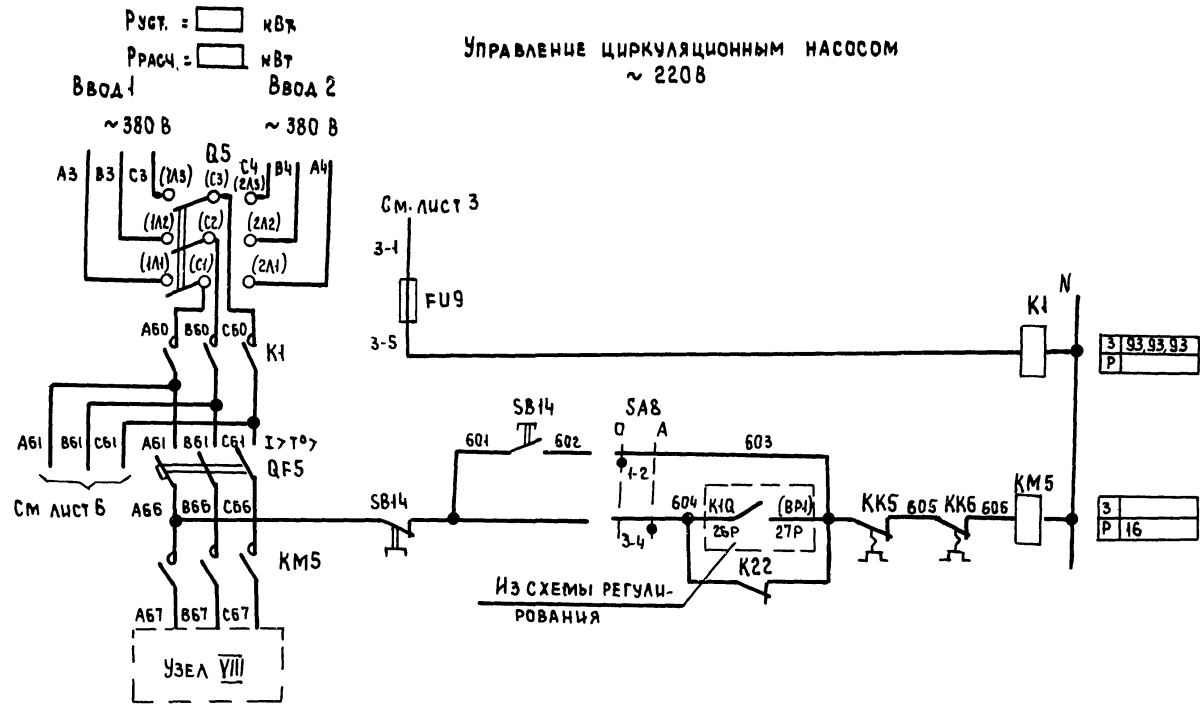 Руст. = кВт
Ррасч. = кВт
Управление циркуляционным насосом
~ 220В
Ввод 1
Ввод 2
~380 В
~380 В
Q5
А3
В3
С3
(1Л3)
(С3)
С4
(2Л3)
В4
А4
(1Л2)
(С2)
(2Л2)
(1Л1)
(С1)
(2Л1)
См. лист 3
3-1
FU9
3-5
К1
N
З 93,93,93
Р
А60
В60
С60
К1
А61
В61
С61
А61
В61
С61
I>Т°>
QF5
См лист 6
А66
В66
С66
SB14
601
SB14
602
SA8
О
А
603
1-2
3-4
604
К1Q
(ВР1)
26Р
27Р
К22
КК5
605
КК6
606
КМ5
З
Р 16
КМ5
Из схемы регули-
рования
А67
В67
С67
Узел VIII